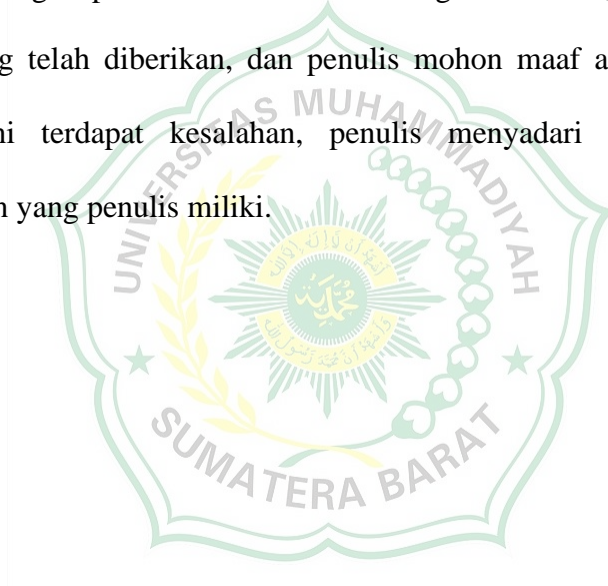 g telah diberikan, dan penulis mohon maaf a
ni terdapat kesalahan, penulis menyadari
n yang penulis miliki.
UNIVERSITAS MUHAMMADIYAH
SUMATERA BARAT